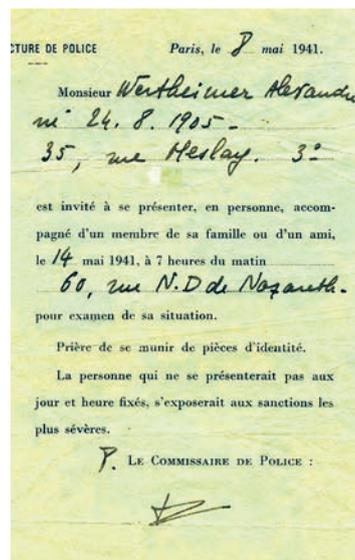 CTURE DE POLICE
Paris, le 8 mai 1941.
Monsieur Wertheimer Alexandre
né 24. 8. 1905 -
35, rue Meslay. 3º
est invité à se présenter, en personne, accom-
pagné d'un membre de sa famille ou d'un ami,
le 14 mai 1941, à 7 heures du matin
60, rue N.D de Nazareth.
pour examen de sa situation.
Prière de se munir de pièces d'identité.
La personne qui ne se présenterait pas aux
jour et heure fixés, s'exposerait aux sanctions les
plus sévères.
P. LE COMMISSAIRE DE POLICE :